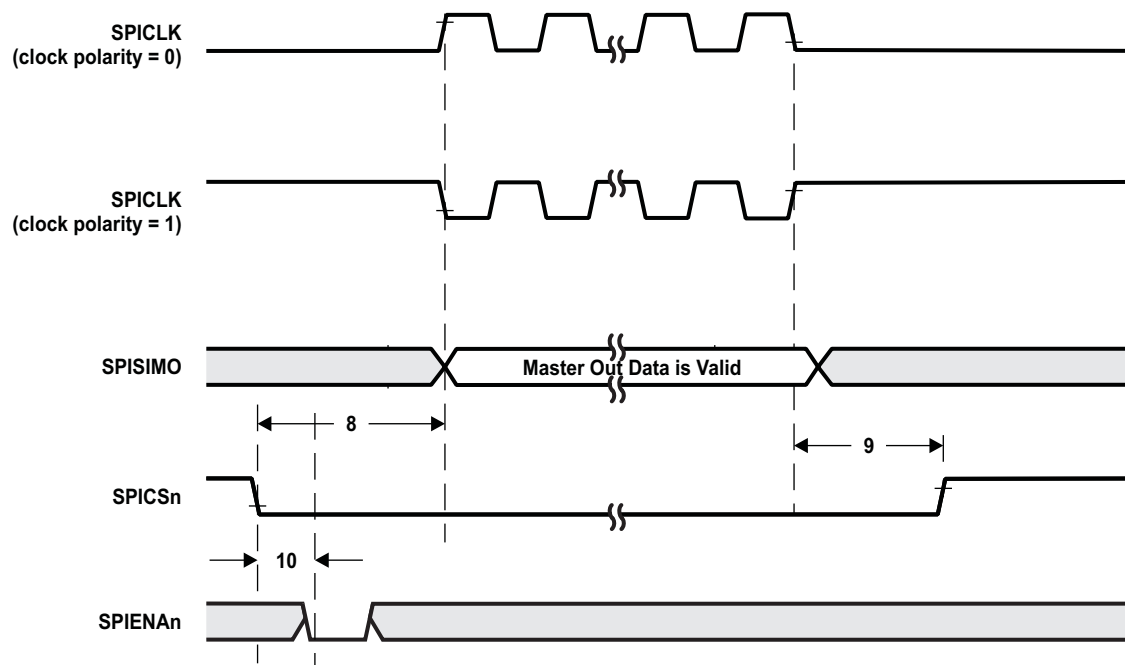 SPICLK
(clock polarity = 0)
SPICLK
(clock polarity = 1)
SPISIMO
Master Out Data is Valid
8
9
SPICSn
10
SPIENAn